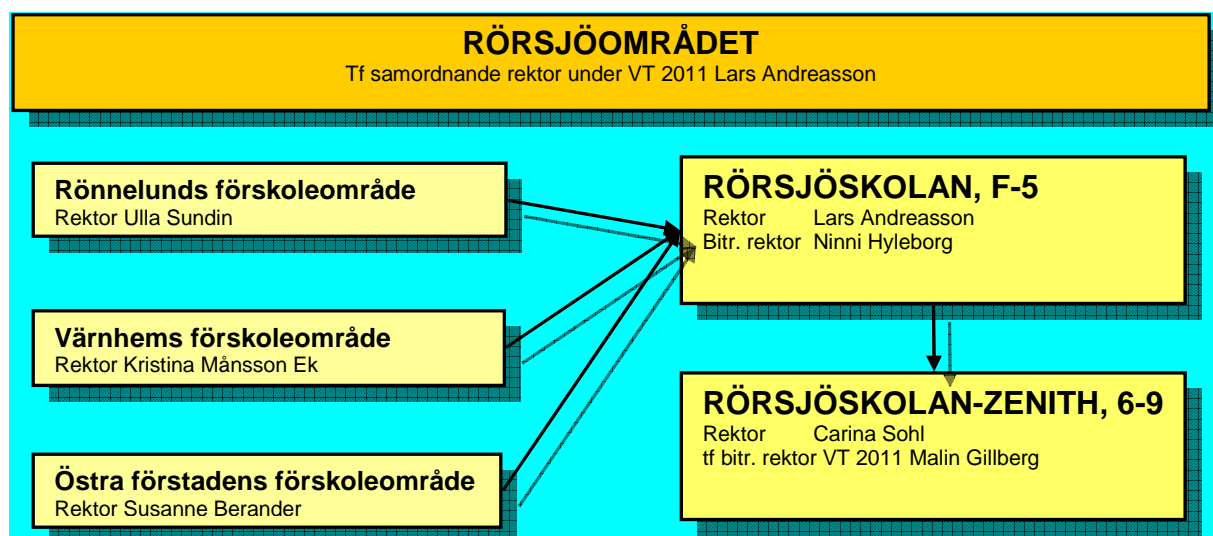 RÖRSJÖOMRÅDET
Tf samordnande rektor under VT 2011 Lars Andreasson
Rönnelunds förskoleområde
Rektor Ulla Sundin
Värnhems förskoleområde
Rektor Kristina Månsson Ek
Östra förstadens förskoleområde
Rektor Susanne Berander
RÖRSJÖSKOLAN, F-5
Rektor Lars Andreasson
Bitr. rektor Ninni Hyleborg
RÖRSJÖSKOLAN-ZENITH, 6-9
Rektor Carina Sohl
tf bitr. rektor VT 2011 Malin Gillberg